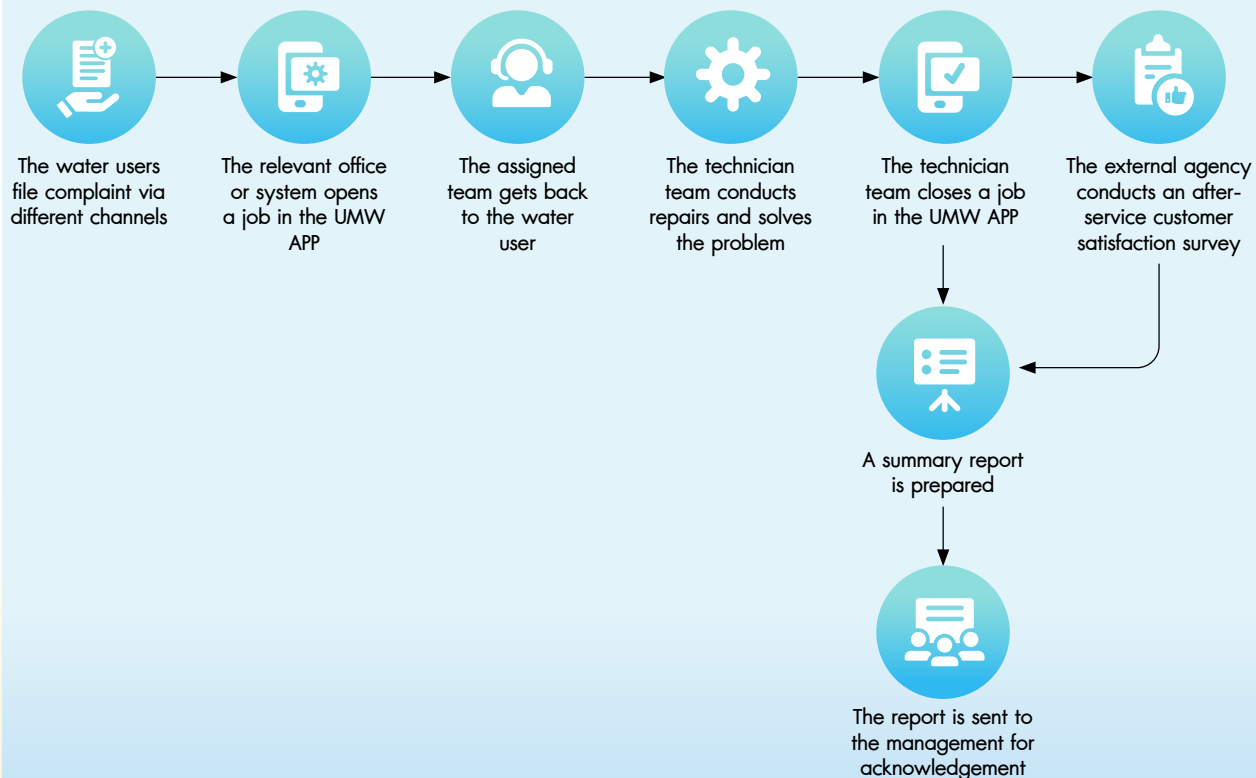 The water users
file complaint via
different channels
The relevant office
or system opens
a job in the UMW
APP
The assigned
team gets back
to the water
user
The technician
team conducts
repairs and solves
the problem
The technician
team closes a job
in the UMW APP
The external agency
conducts an after-
service customer
satisfaction survey
A summary report
is prepared
The report is sent to
the management for
acknowledgement